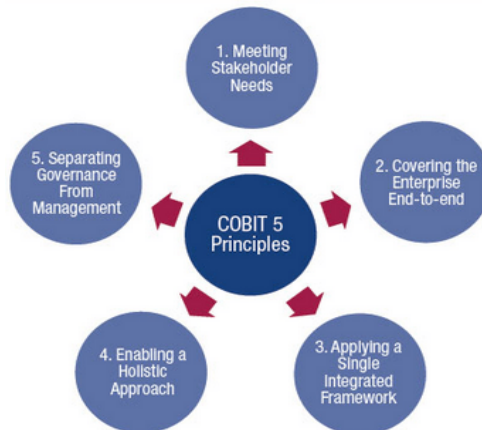 1. Meeting
Stakeholder
Needs
5. Separating
Governance
From
Management
2. Covering the
Enterprise
End-to-end
COBIT 5
Principles
4. Enabling a
Holistic
Approach
3. Applying a
Single
Integrated
Framework